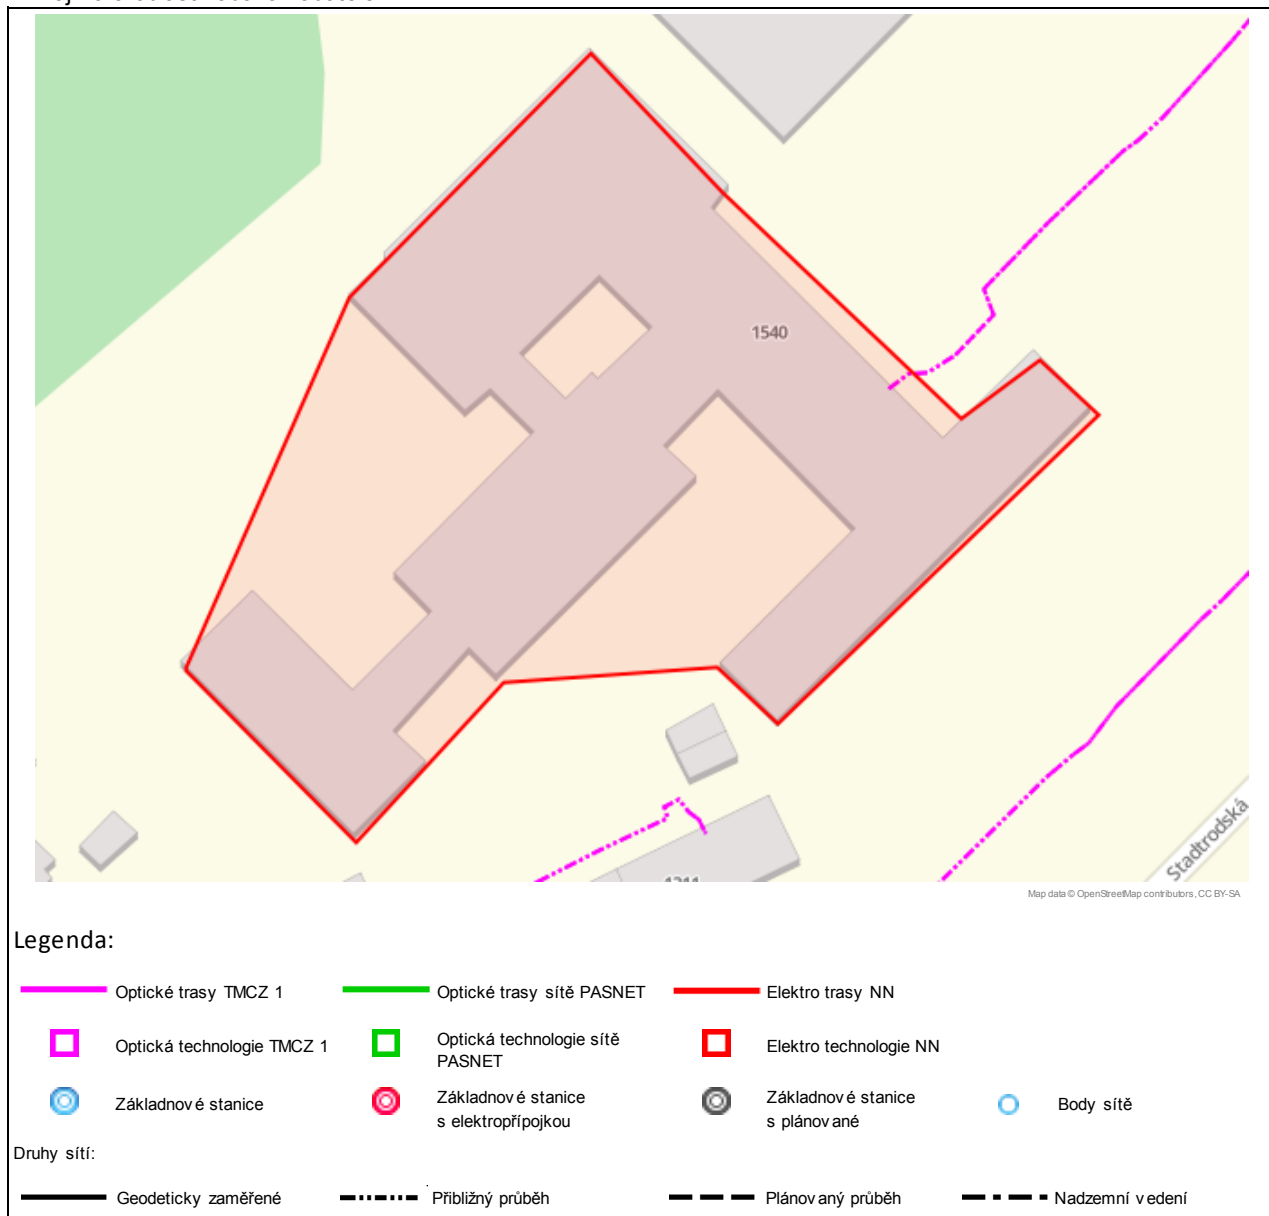 1540
Stadtrodská
Map data © OpenStreetMap contributors, CC BY-SA
Legenda:
Optické trasy TMCZ 1
Optické trasy sítě PASNET
Elektro trasy NN
Optická technologie TMCZ 1
Optická technologie sítě
PASNET
Elektro technologie NN
Základnové stanice
Základnové stanice
s elektropřípojkou
Základnové stanice
s plánované
Body sítě
Druhy sítí:
Geodeticky zaměřené
Přibližný průběh
Plánovaný průběh
Nadzemní vedení